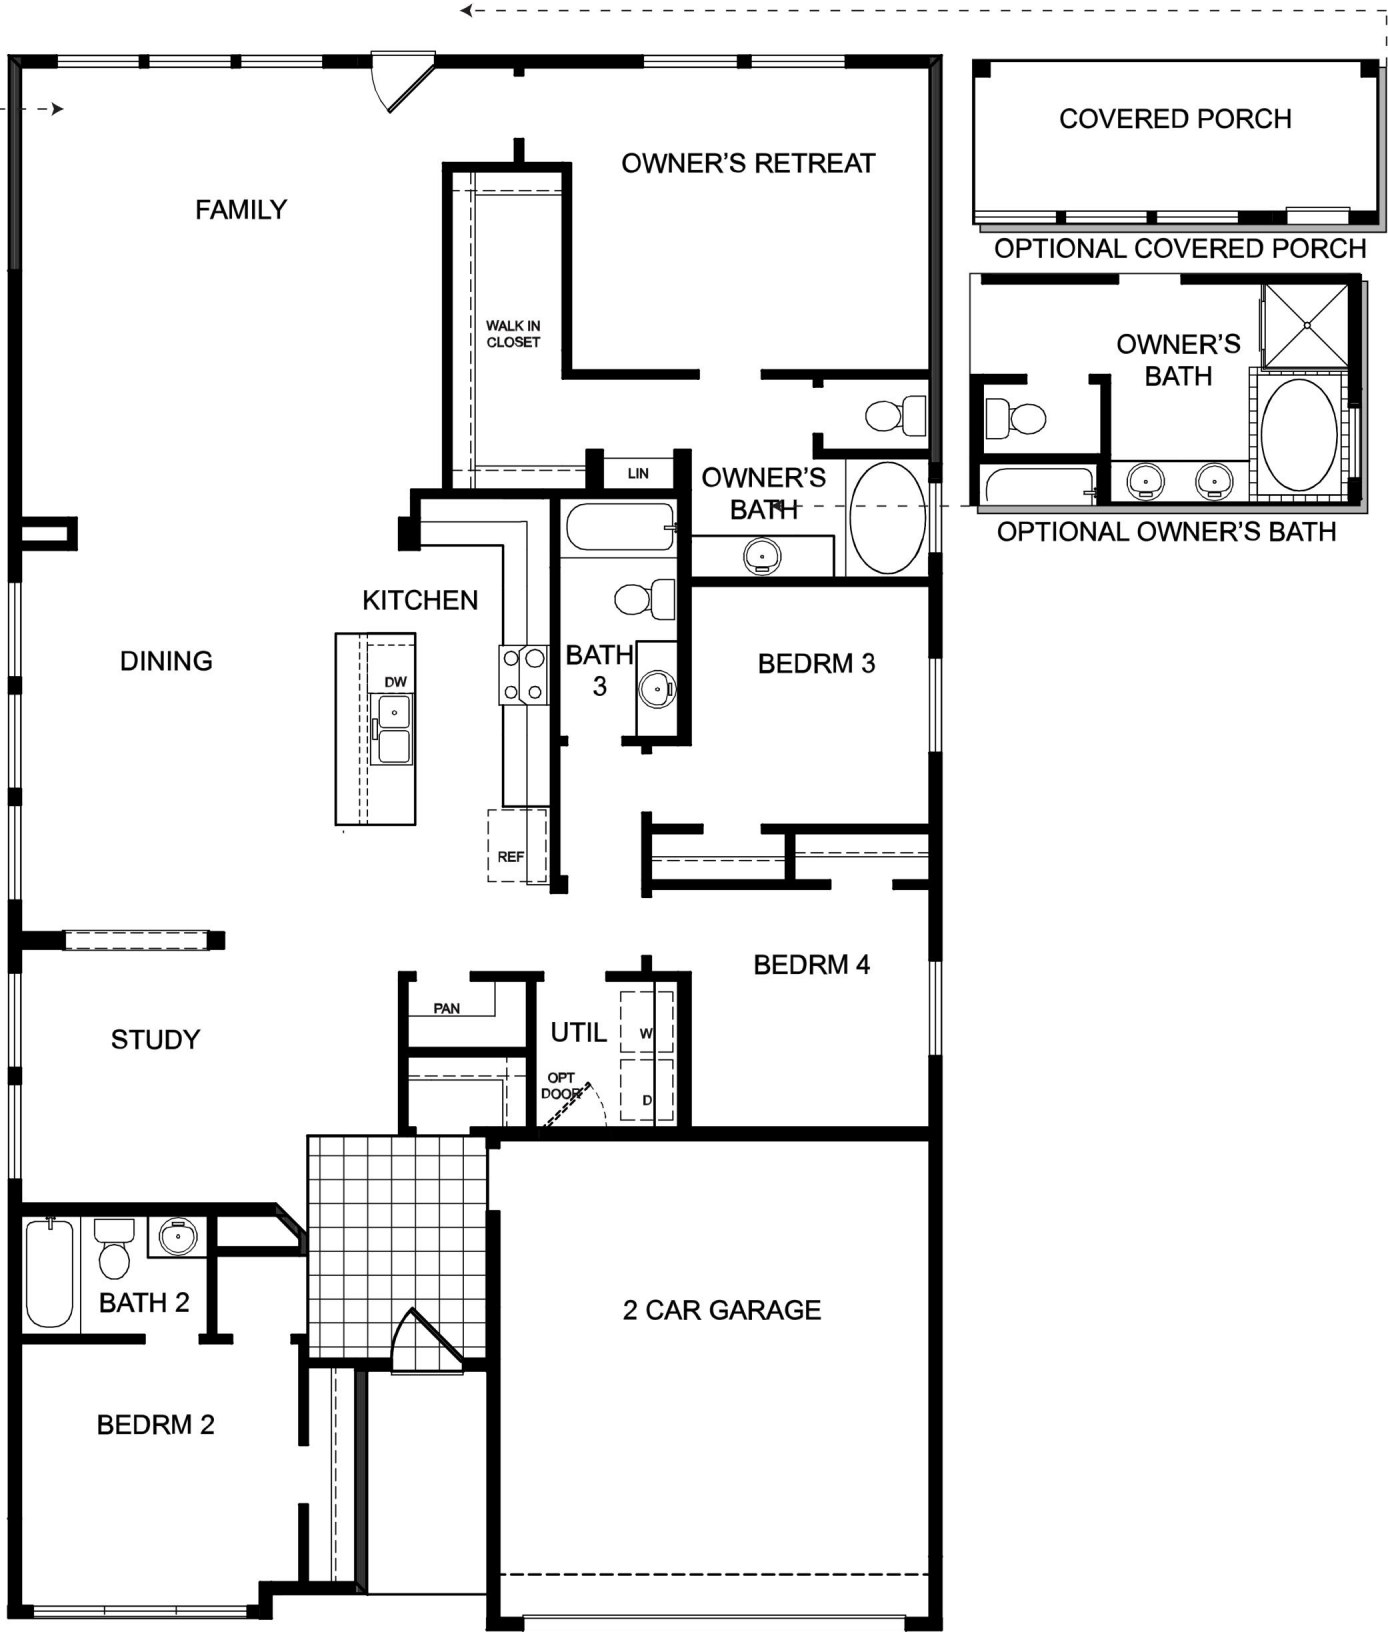 COVERED PORCH
OWNER'S RETREAT
FAMILY
OPTIONAL COVERED PORCH
WALK IN
CLOSET
OWNER'S
BATH
LIN
OWNER'S
BATH
OPTIONAL OWNER'S BATH
KITCHEN
DINING
BATH
3
BEDRM 3
DW
REF
BEDRM 4
PAN
STUDY
UTIL
W
OPT
DOOR
D
BATH 2
2 CAR GARAGE
BEDRM 2